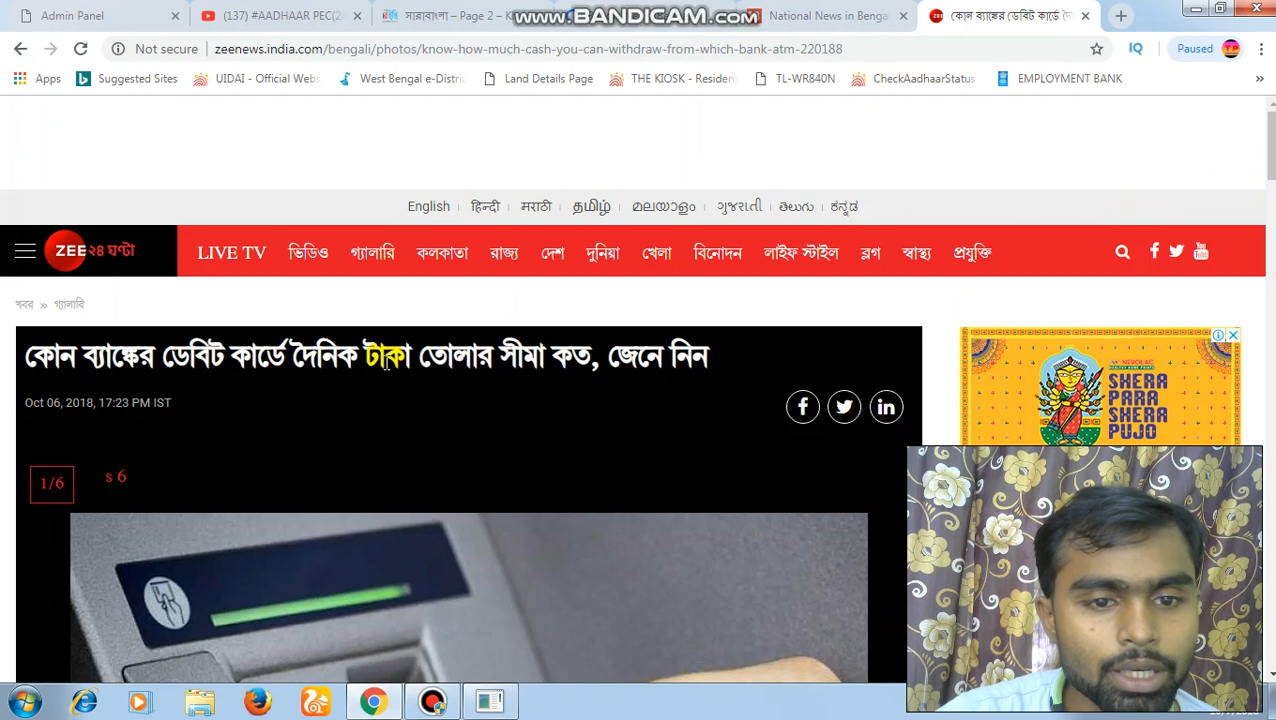 Admin Panel
(137) #AADHAAR PEC(2
সারাবাংলা – Page 2 – K
www.BANDICAM.com
National News in Benga
কোন ব্যাঙ্কের ডেবিট কার্ডে দৈ
Not secure
zeenews.india.com/bengali/photos/know-how-much-cash-you-can-withdraw-from-which-bank-atm-220188
Paused
Apps
Suggested Sites
UIDAI - Official Web
West Bengal e-Distri
Land Details Page
THE KIOSK - Resident
TL-WR840N
CheckAadhaarStatus
EMPLOYMENT BANK
English हिन्दी मराठी தமிழ் മലയാളം ગુજરાતી తెలుగు ಕನ್ನಡ
ZEE ২৪ ঘণ্টা
LIVE TV ভিডিও গ্যালারি কলকাতা রাজ্য দেশ দুনিয়া খেলা বিনোদন লাইফ স্টাইল ব্লগ স্বাস্থ্য প্রযুক্তি
খবর » গ্যালারি
কোন ব্যাঙ্কের ডেবিট কার্ডে দৈনিক টাকা তোলার সীমা কত, জেনে নিন
Oct 06, 2018, 17:23 PM IST
1/6
s 6
NEROLAC
SHERA
PARA
SHERA
PUJO